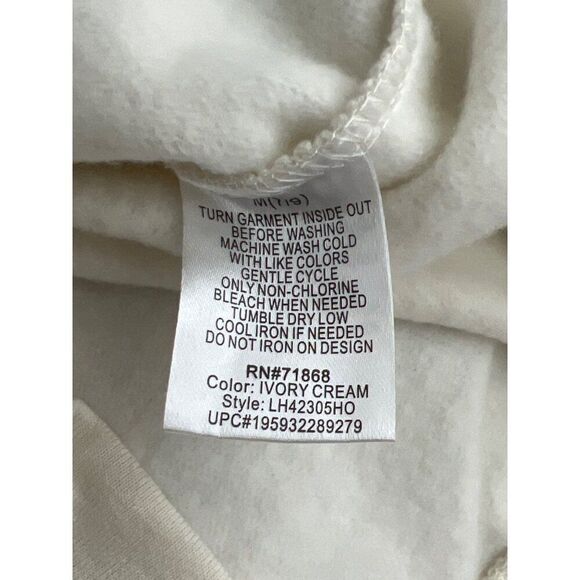 M(7/9)
TURN GARMENT INSIDE OUT
BEFORE WASHING
MACHINE WASH COLD
WITH LIKE COLORS
GENTLE CYCLE
ONLY NON-CHLORINE
BLEACH WHEN NEEDED
TUMBLE DRY LOW
COOL IRON IF NEEDED
DO NOT IRON ON DESIGN
RN#71868
Color: IVORY CREAM
Style: LH42305HO
UPC#195932289279